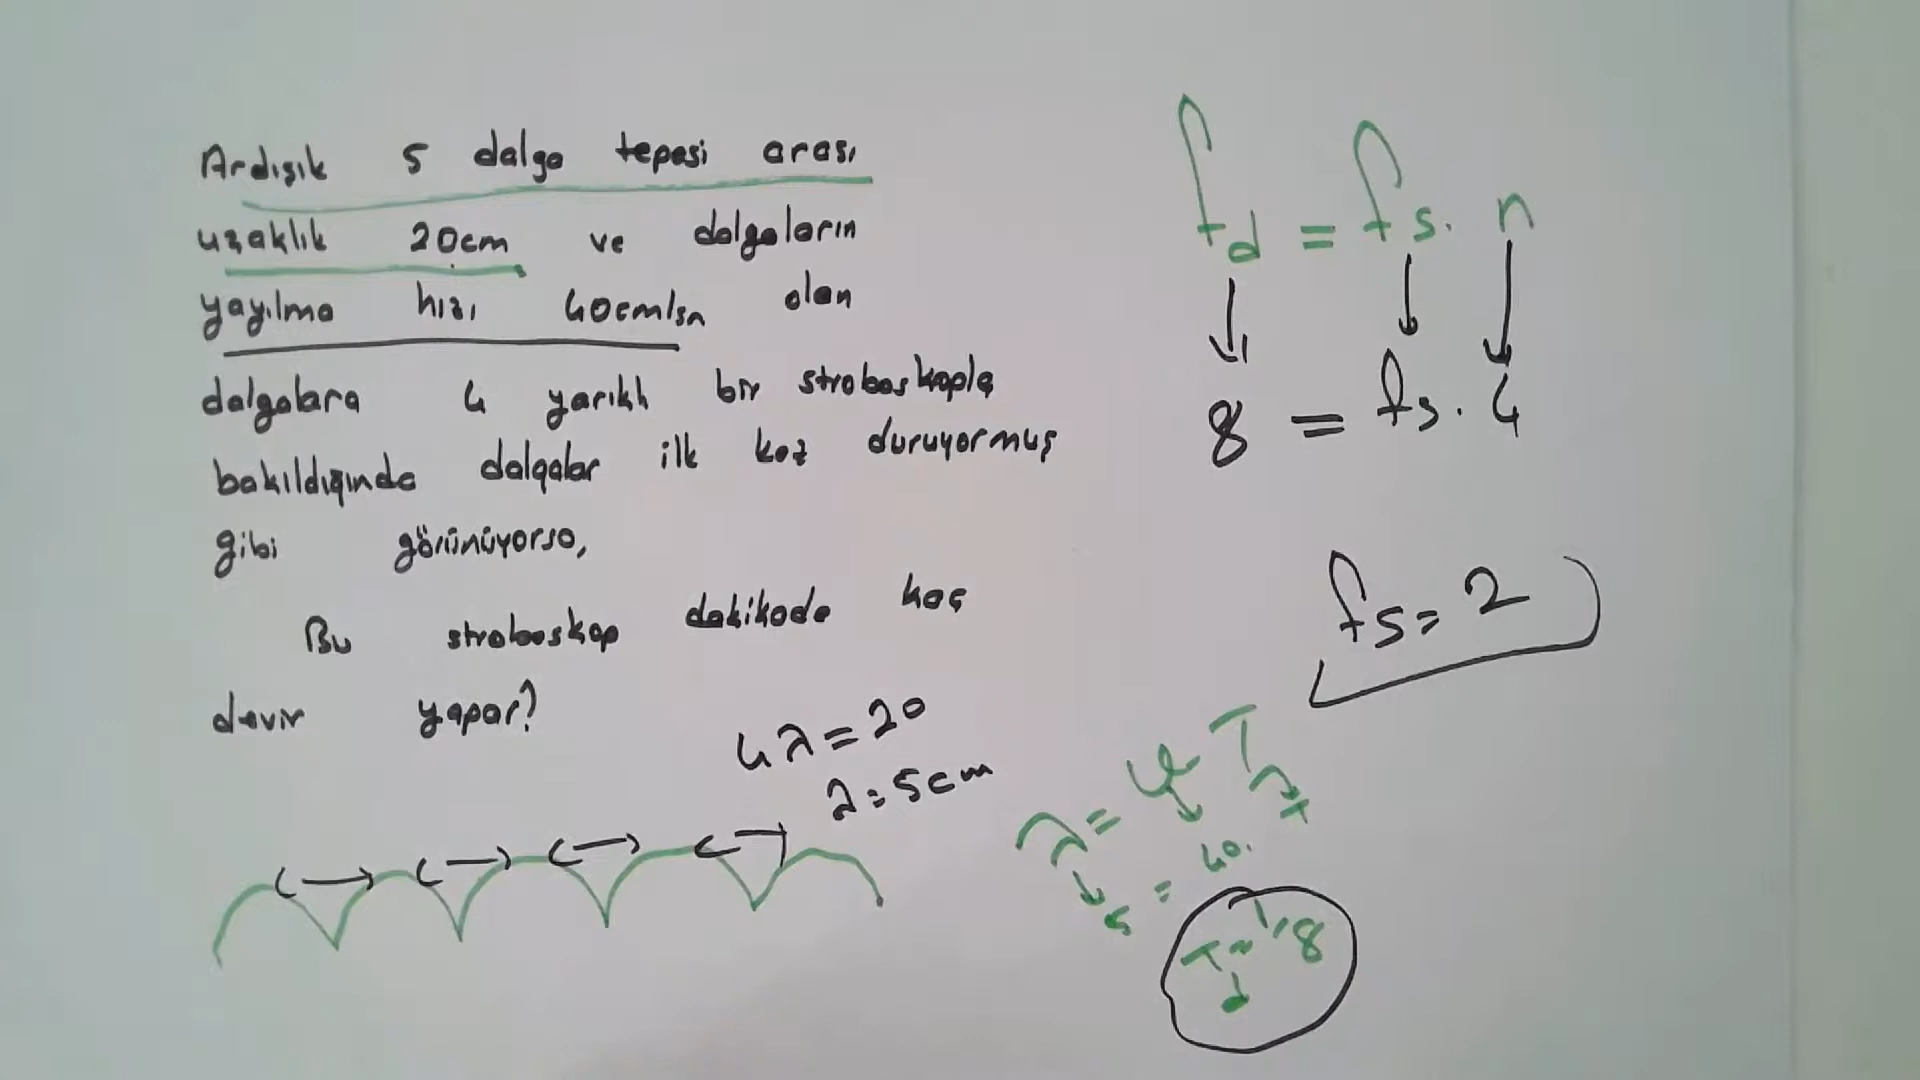 Ardışık 5 dalga tepesi arası
uzaklık 20cm ve dalgaların
yayılma hızı 40cm/sn olan
dalgalara 4 yarıklı bir stroboskopla
bakıldığında dalgalar ilk kez duruyormuş
gibi görünüyorsa,
Bu stroboskop dakikada kaç
devir yapar?
4λ = 20
λ = 5cm
fd = fs. n
8 = fs. 4
fs = 2
λ = T
5 = 40.
Td = 1/8